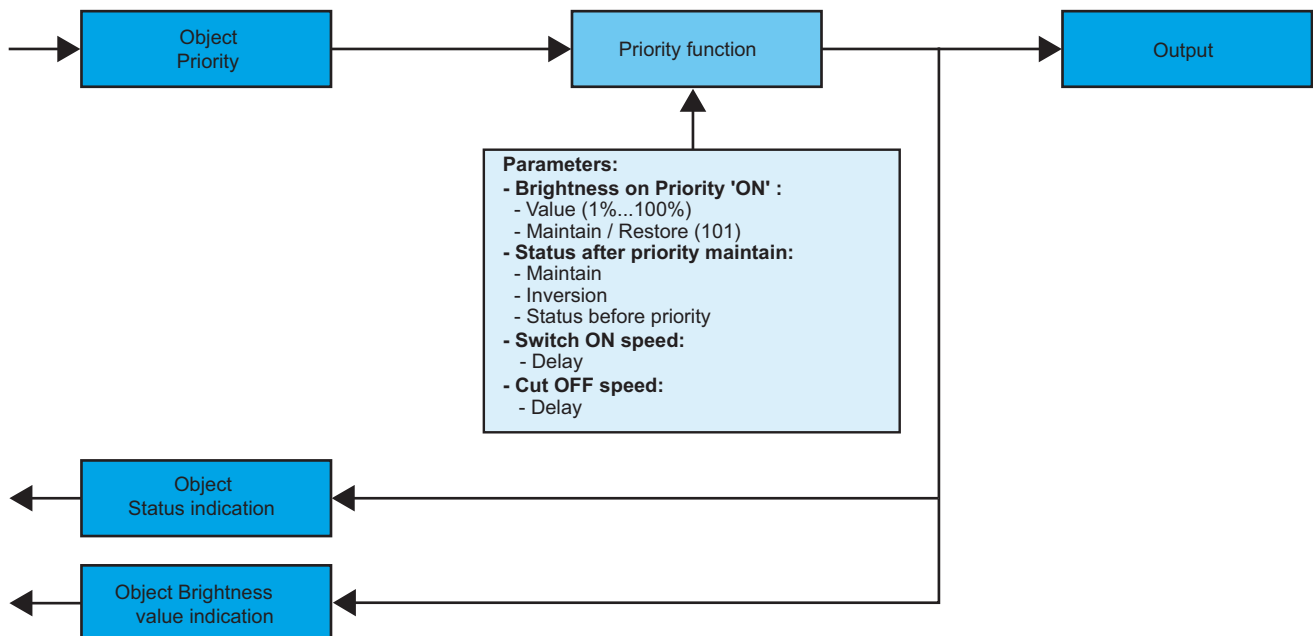 Object
Priority
Priority function
Output
Parameters:
- Brightness on Priority 'ON' :
- Value (1%...100%)
- Maintain / Restore (101)
- Status after priority maintain:
- Maintain
- Inversion
- Status before priority
- Switch ON speed:
- Delay
- Cut OFF speed:
- Delay
Object
Status indication
Object Brightness
value indication